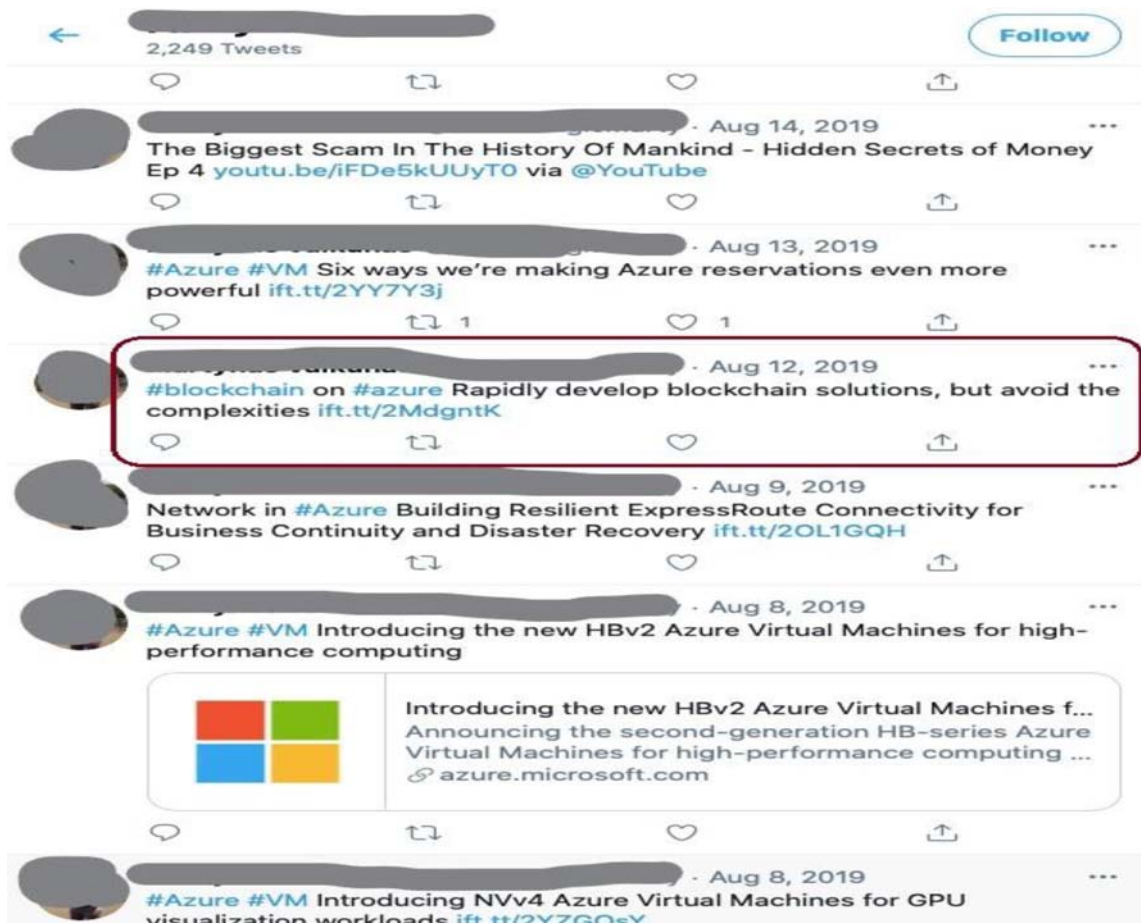 2,249 Tweets
Follow
· Aug 14, 2019
The Biggest Scam In The History Of Mankind - Hidden Secrets of Money
Ep 4 youtu.be/iFDe5kUUyT0 via @YouTube
· Aug 13, 2019
#Azure #VM Six ways we're making Azure reservations even more
powerful ift.tt/2YY7Y3j
1 1
· Aug 12, 2019
#blockchain on #azure Rapidly develop blockchain solutions, but avoid the
complexities ift.tt/2MdgntK
· Aug 9, 2019
Network in #Azure Building Resilient ExpressRoute Connectivity for
Business Continuity and Disaster Recovery ift.tt/2OL1GQH
· Aug 8, 2019
#Azure #VM Introducing the new HBv2 Azure Virtual Machines for high-
performance computing
Introducing the new HBv2 Azure Virtual Machines f...
Announcing the second-generation HB-series Azure
Virtual Machines for high-performance computing ...
azure.microsoft.com
· Aug 8, 2019
#Azure #VM Introducing NVv4 Azure Virtual Machines for GPU
visualization workloads ift.tt/2YZGOsY